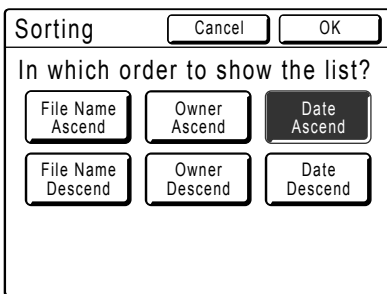 Sorting Cancel OK
In which order to show the list?
File Name Owner Date
Ascend Ascend Ascend
File Name Owner Date
Descend Descend Descend